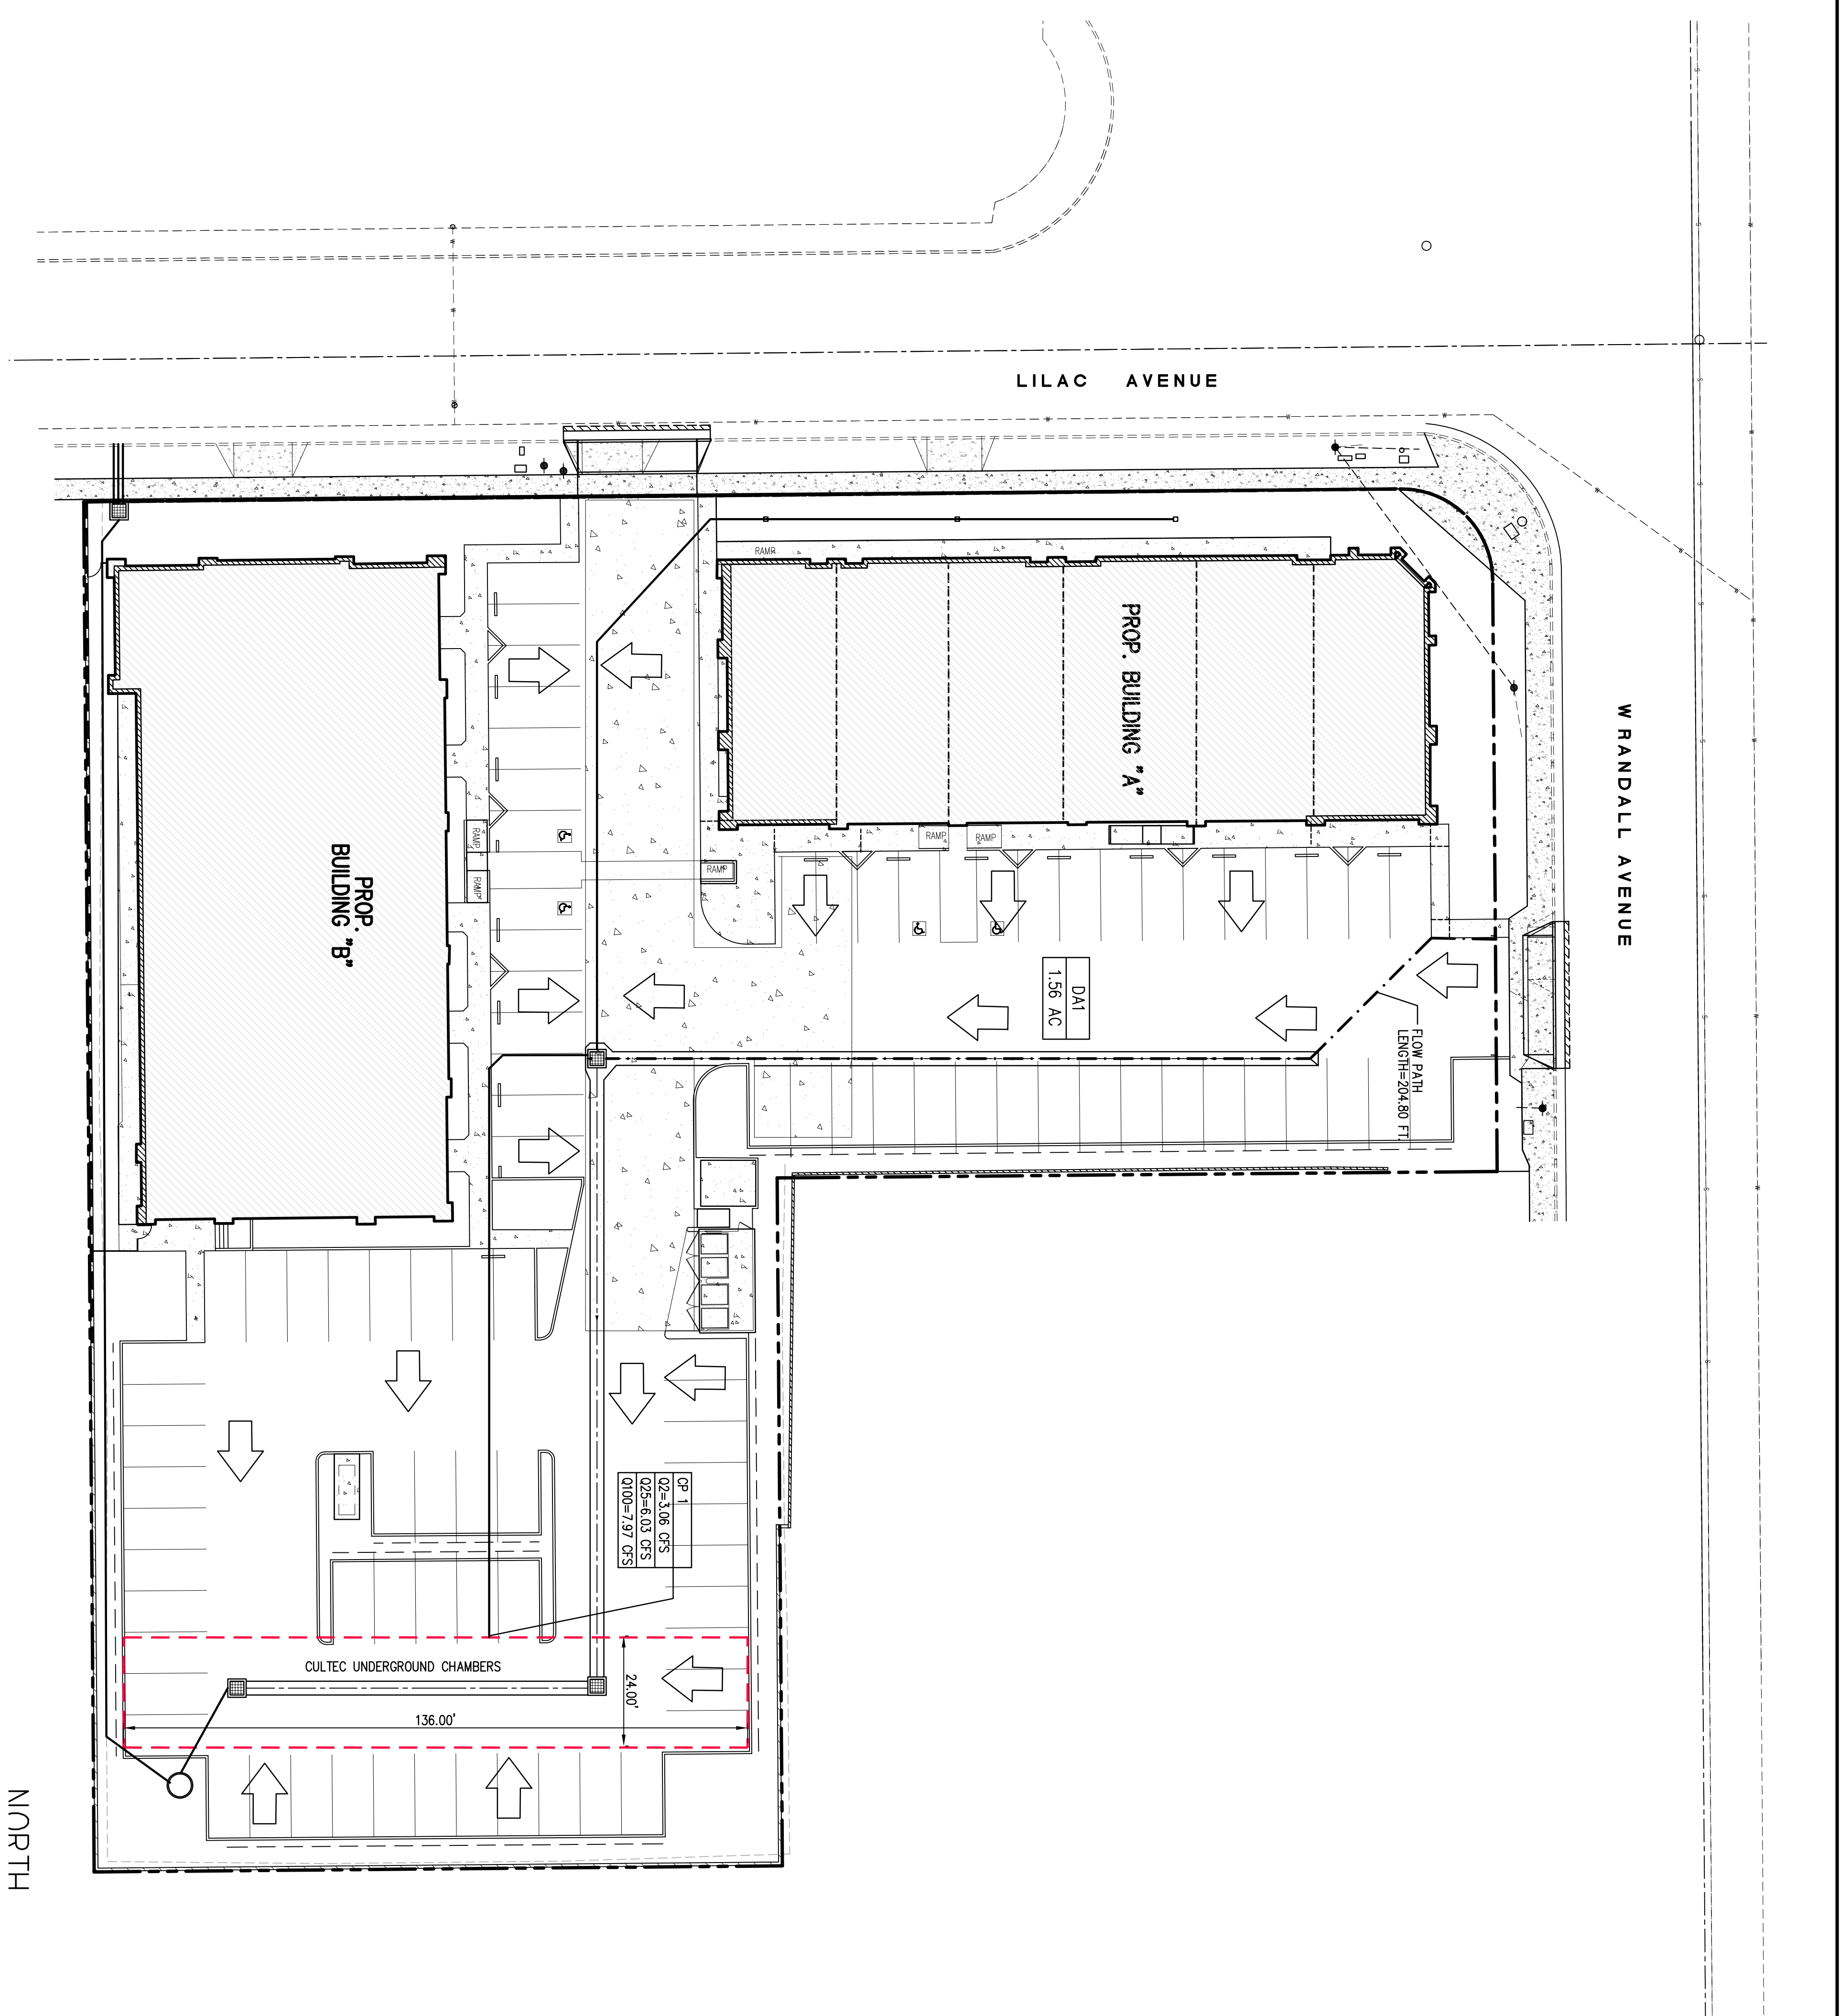 LILAC AVENUE
W RANDALL AVENUE
RAMP
PROP. BUILDING "A"
RAMP
RAMP
RAMP
RAMP
RAMP
PROP.
BUILDING "B"
DA1
1.56 AC
FLOW PATH
LENGTH=204.80 FT.
CP 1
Q2=3.06 CFS
Q25=6.03 CFS
Q100=7.97 CFS
CULTEC UNDERGROUND CHAMBERS
24.00'
136.00'
NORTH